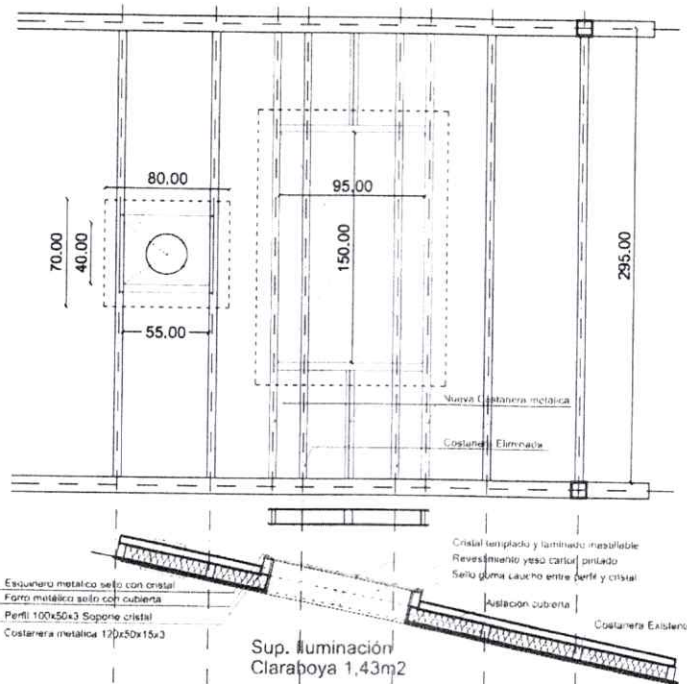 80.00
95.00
70.00
40.00
150.00
295.00
55.00
Nueva Costanera metálica
Costanera Eliminada
Cristal templado y laminado inastillable
Revestimiento yeso cartón pintado
Sello goma caucho entre perfil y cristal
Esquinero metálico sello con cristal
Forro metálico sello con cubierta
Perfil 100x50x3 Soporte cristal
Costanera metálica 120x50x15x3
Aislación cubierta
Costanera Existen
Sup. Iluminación
Claraboya 1,43m2